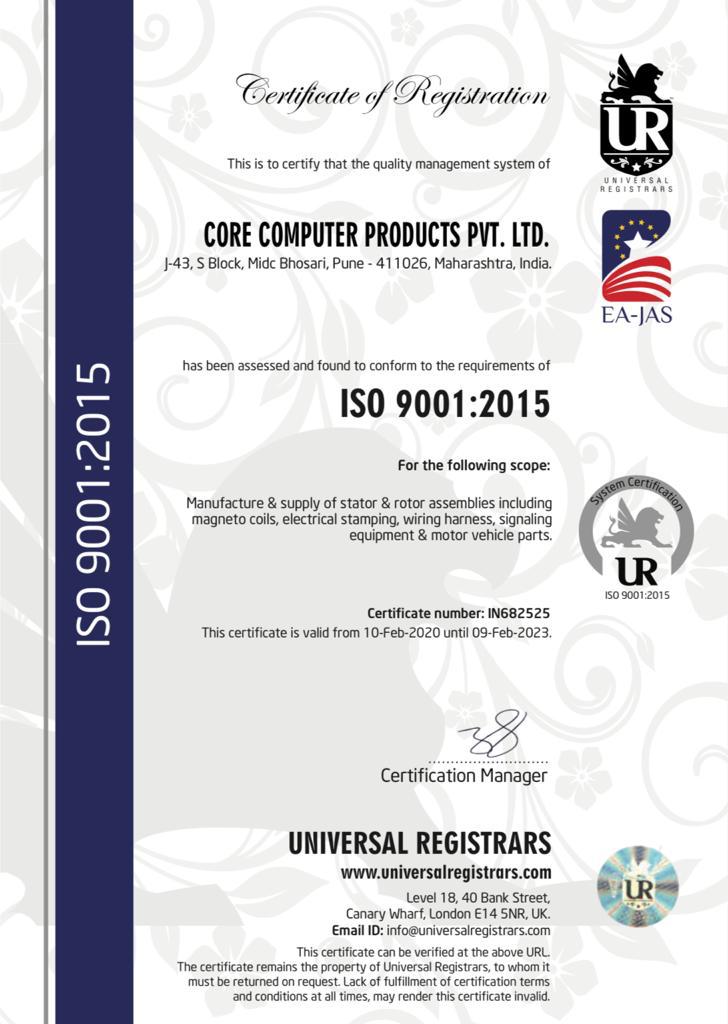 Certificate of Registration
UR
UNIVERSAL
REGISTRARS
This is to certify that the quality management system of
CORE COMPUTER PRODUCTS PVT. LTD.
J-43, S Block, Midc Bhosari, Pune - 411026, Maharashtra, India.
EA-JAS
has been assessed and found to conform to the requirements of
ISO 9001:2015
ISO 9001:2015
For the following scope:
Manufacture & supply of stator & rotor assemblies including
magneto coils, electrical stamping, wiring harness, signaling
equipment & motor vehicle parts.
System Certification
UR
ISO 9001:2015
Certificate number: IN682525
This certificate is valid from 10-Feb-2020 until 09-Feb-2023.
Certification Manager
UNIVERSAL REGISTRARS
www.universalregistrars.com
Level 18, 40 Bank Street,
Canary Wharf, London E14 5NR, UK.
Email ID: info@universalregistrars.com
UR
This certificate can be verified at the above URL.
The certificate remains the property of Universal Registrars, to whom it
must be returned on request. Lack of fulfillment of certification terms
and conditions at all times, may render this certificate invalid.